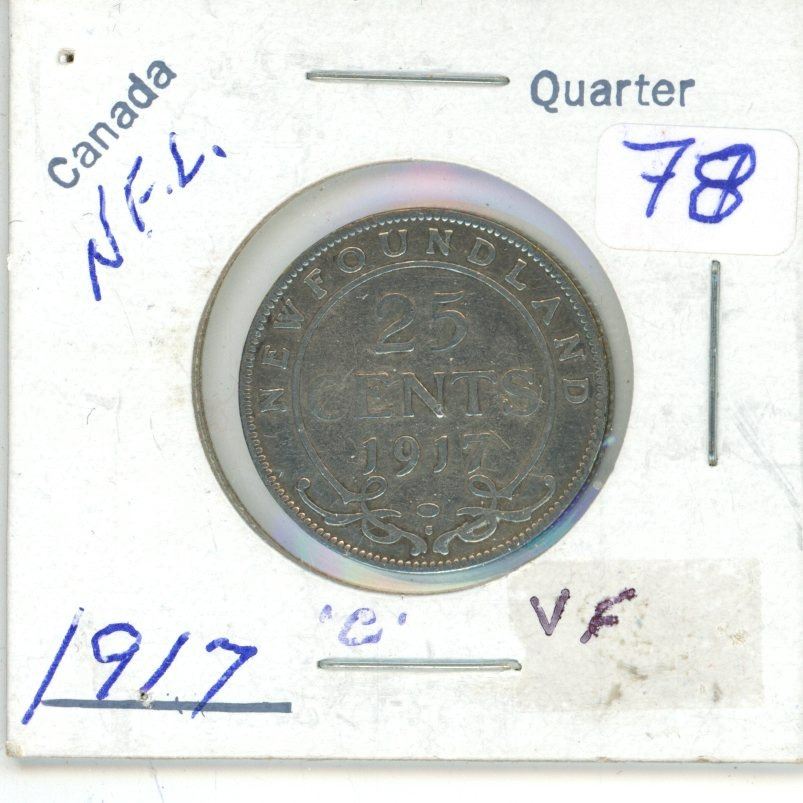 Canada
Quarter
N.F.L.
78
NEWFOUNDLAND
25
CENTS
1917
C
1917
'C'
VF